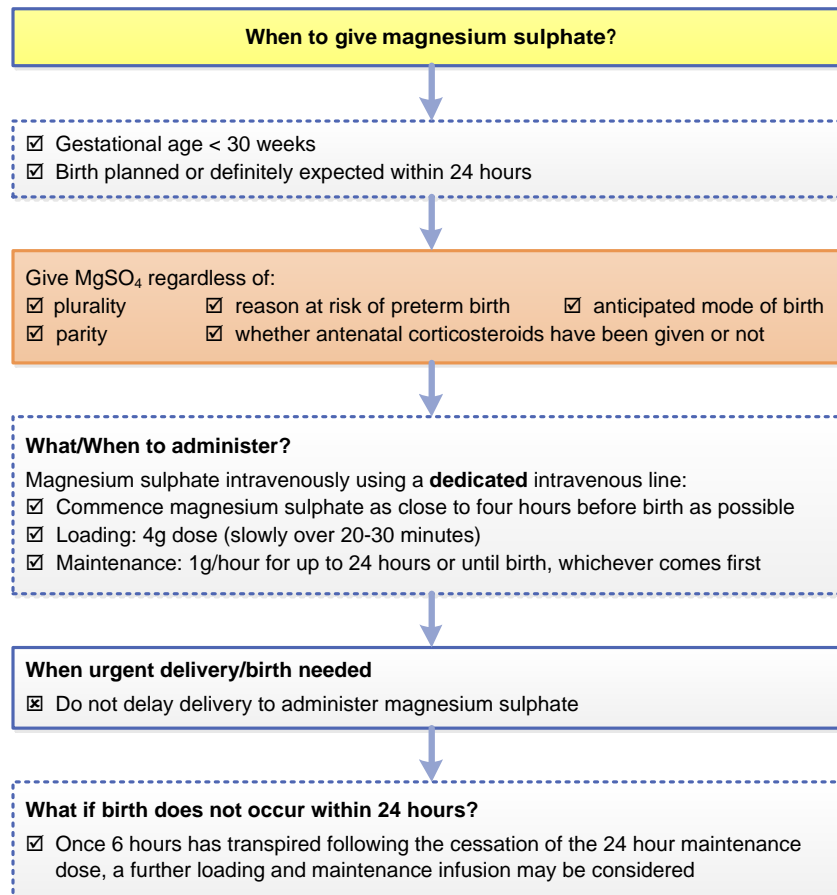 When to give magnesium sulphate?
☑ Gestational age < 30 weeks
☑ Birth planned or definitely expected within 24 hours
Give MgSO₄ regardless of:
☑ plurality ☑ reason at risk of preterm birth ☑ anticipated mode of birth
☑ parity ☑ whether antenatal corticosteroids have been given or not
What/When to administer?
Magnesium sulphate intravenously using a dedicated intravenous line:
☑ Commence magnesium sulphate as close to four hours before birth as possible
☑ Loading: 4g dose (slowly over 20-30 minutes)
☑ Maintenance: 1g/hour for up to 24 hours or until birth, whichever comes first
When urgent delivery/birth needed
☒ Do not delay delivery to administer magnesium sulphate
What if birth does not occur within 24 hours?
☑ Once 6 hours has transpired following the cessation of the 24 hour maintenance
dose, a further loading and maintenance infusion may be considered